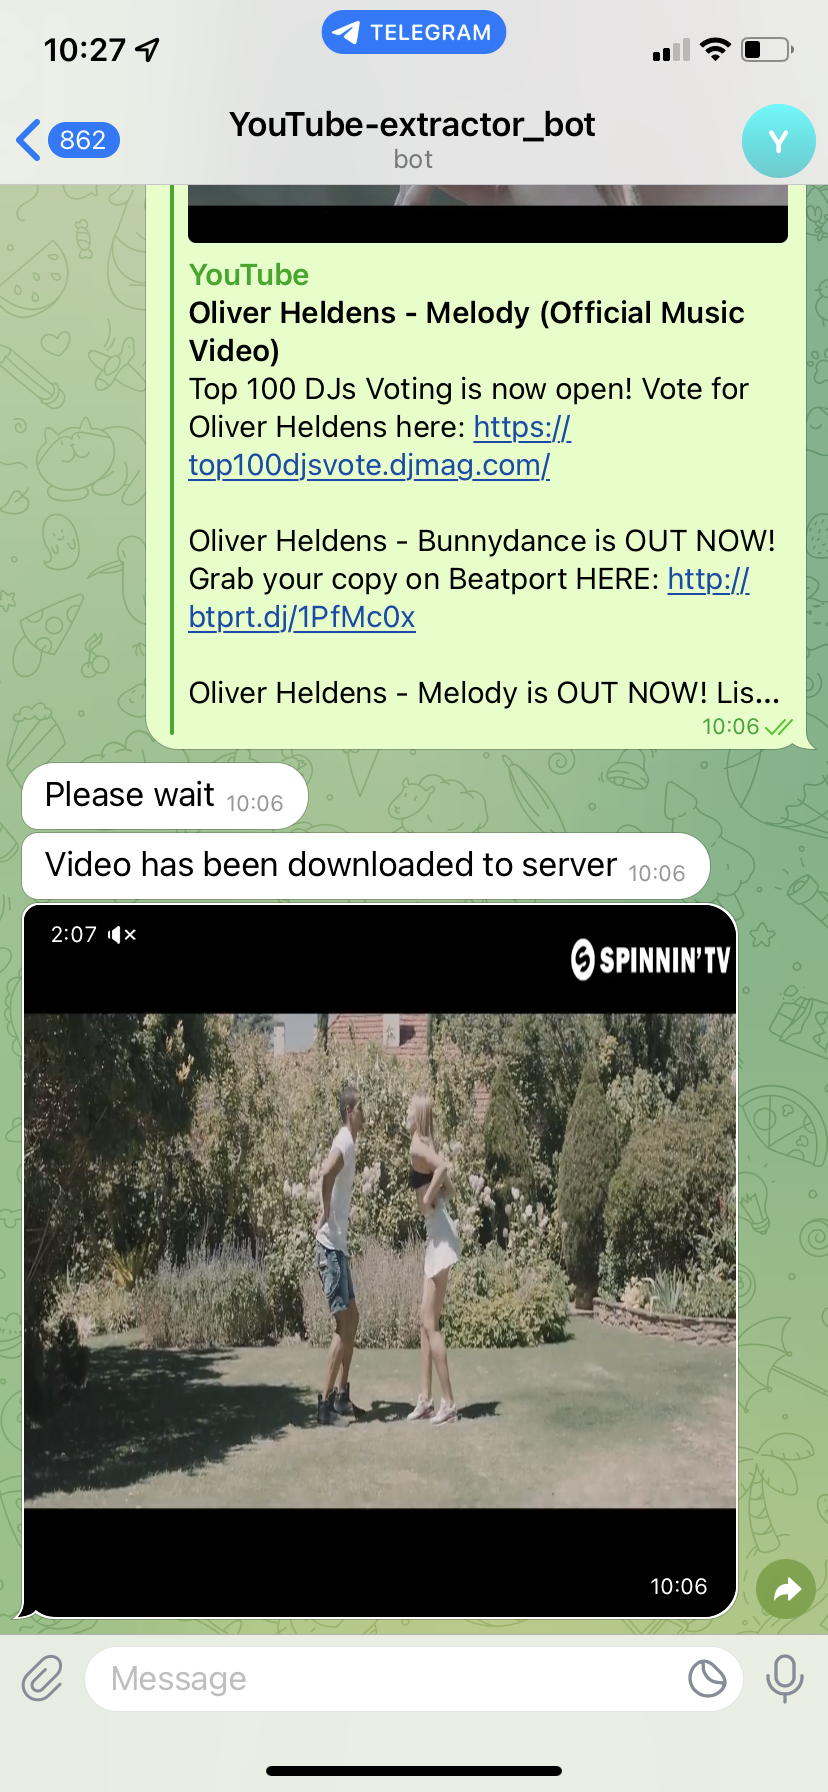 10:27
TELEGRAM
862
YouTube-extractor_bot
bot
Y
YouTube
Oliver Heldens - Melody (Official Music
Video)
Top 100 DJs Voting is now open! Vote for
Oliver Heldens here: https://
top100djsvote.djmag.com/
Oliver Heldens - Bunnydance is OUT NOW!
Grab your copy on Beatport HERE: http://
btprt.dj/1PfMc0x
Oliver Heldens - Melody is OUT NOW! Lis...
10:06
Please wait 10:06
Video has been downloaded to server 10:06
2:07
SPINNIN'TV
10:06
Message